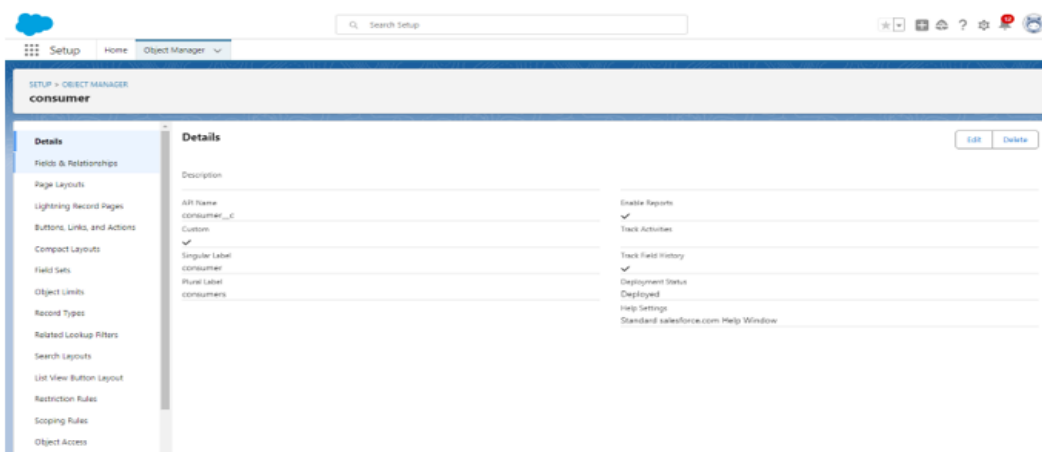 Search Setup
Setup
Home
Object Manager
SETUP > OBJECT MANAGER
consumer
Details
Fields & Relationships
Page Layouts
Lightning Record Pages
Buttons, Links, and Actions
Compact Layouts
Field Sets
Object Limits
Record Types
Related Lookup Filters
Search Layouts
List View Button Layout
Restriction Rules
Scoping Rules
Object Access
Details
Edit
Delete
Description
API Name
consumer__c
Custom
Singular Label
consumer
Plural Label
consumers
Enable Reports
Track Activities
Track Field History
Deployment Status
Deployed
Help Settings
Standard salesforce.com Help Window